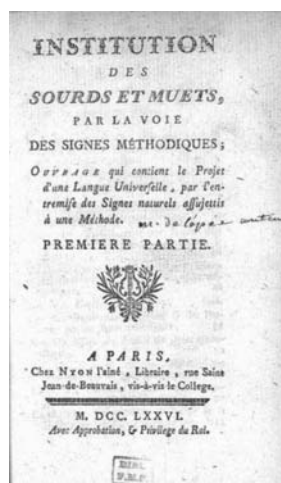 INSTITUTION
DES
SOURDS ET MUETS,
PAR LA VOIE
DES SIGNES MÉTHODIQUES;
OUVRAGE qui contient le Projet
d'une Langue Universelle, par l'en-
tremise des Signes naturels assujettis
à une Méthode.
PREMIERE PARTIE.
A PARIS,
Chez NYON l'aîné, Libraire, rue Saint
Jean-de-Beauvais, vis-à-vis le College.
M. DCC. LXXVI.
Avec Approbation, & Privilege du Roi.